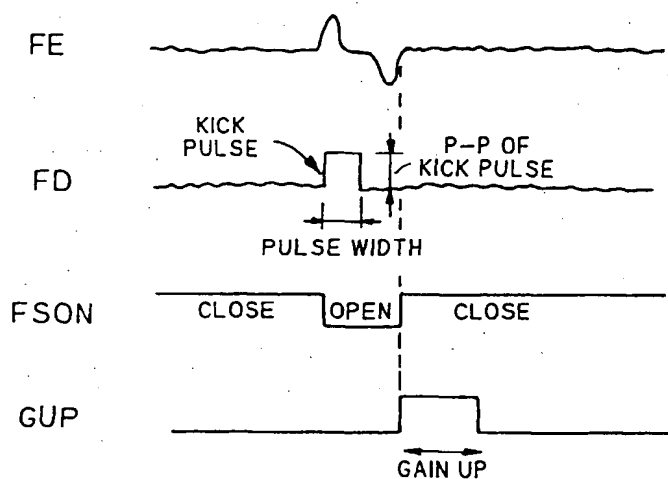 FE
KICK
PULSE
P-P OF
KICK PULSE
FD
PULSE WIDTH
FSON
CLOSE
OPEN
CLOSE
GUP
GAIN UP